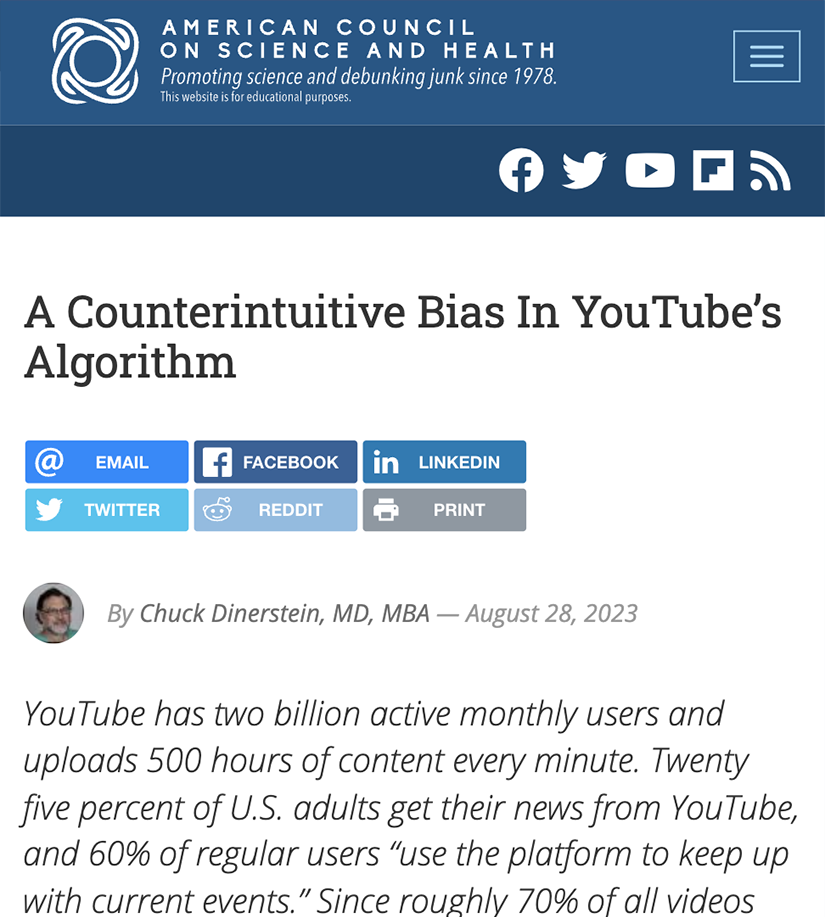 AMERICAN COUNCIL
ON SCIENCE AND HEALTH
Promoting science and debunking junk since 1978.
This website is for educational purposes.
A Counterintuitive Bias In YouTube’s
Algorithm
EMAIL
FACEBOOK
LINKEDIN
TWITTER
REDDIT
PRINT
By Chuck Dinerstein, MD, MBA — August 28, 2023
YouTube has two billion active monthly users and
uploads 500 hours of content every minute. Twenty
five percent of U.S. adults get their news from YouTube,
and 60% of regular users “use the platform to keep up
with current events.” Since roughly 70% of all videos